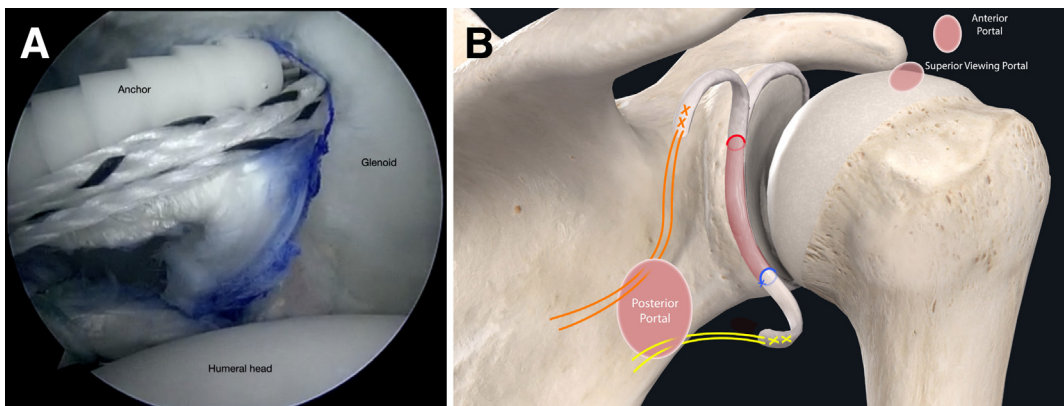 A
Anchor
Glenoid
Humeral head
B
Anterior
Portal
Superior Viewing Portal
Posterior
Portal